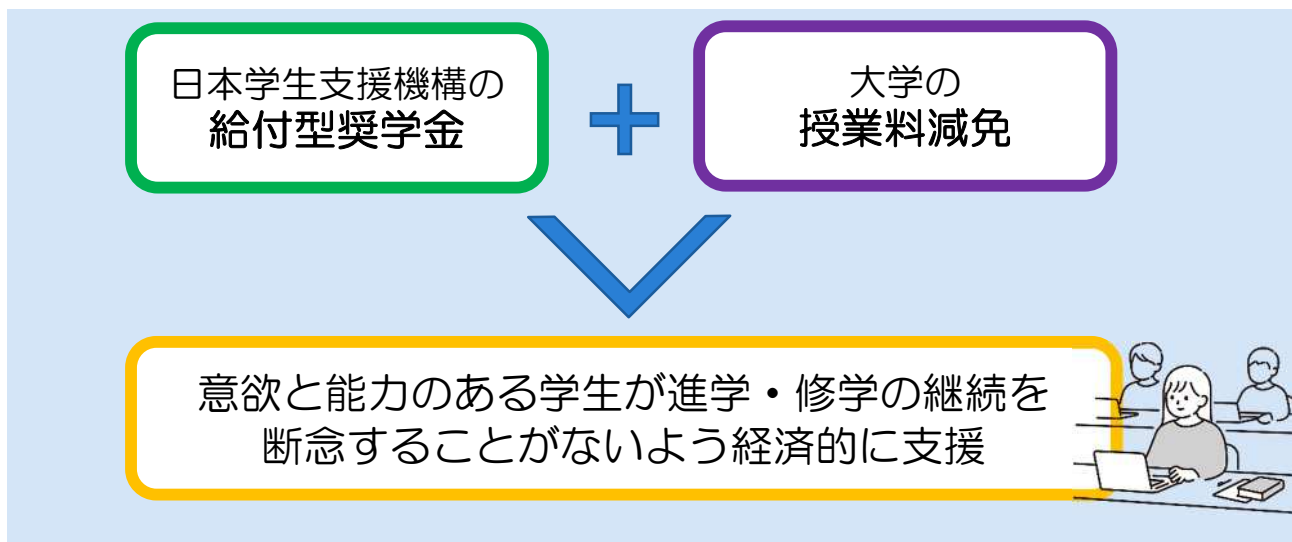 日本学生支援機構の
給付型奨学金
大学の
授業料減免
意欲と能力のある学生が進学・修学の継続を
断念することがないよう経済的に支援